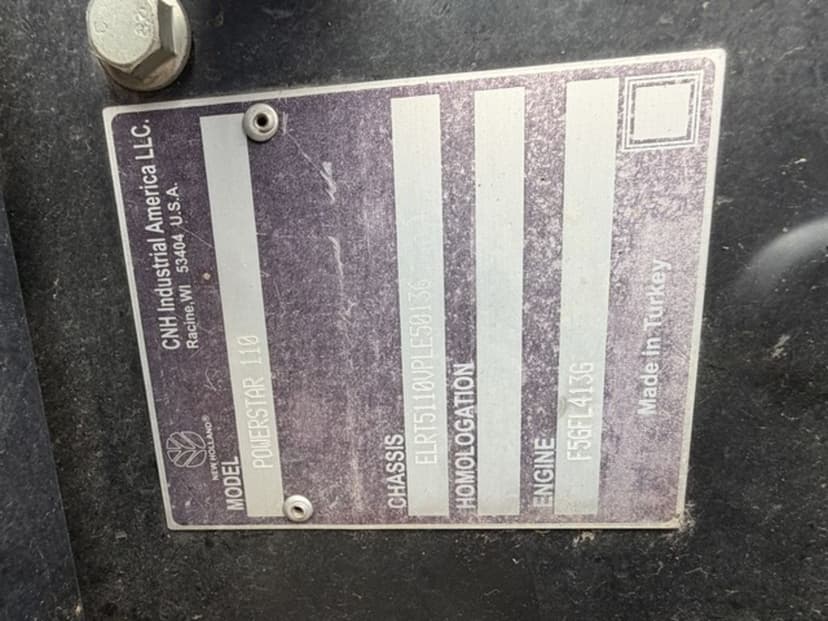 CNH Industrial America LLC.
Racine,WI 53404 U.S.A.
NEW HOLLAND®
MODEL
POWERSTAR 110
CHASSIS
ELRT5110VPLE50136
HOMOLOGATION
ENGINE
F5GFL413G
Made in Turkey